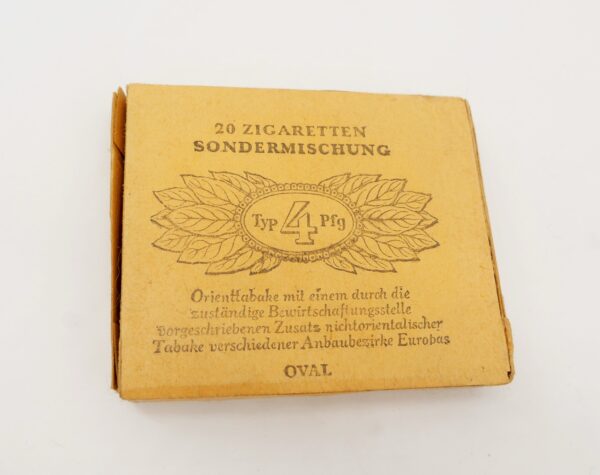 20 ZIGARETTEN
SONDERMISCHUNG
Typ 4 Pfg
Orienttabake mit einem durch die
zuständige Bewirtschaftungsstelle
vorgeschriebenen Zusatz nichtorientalischer
Tabake verschiedener Anbaubezirke Europas
OVAL